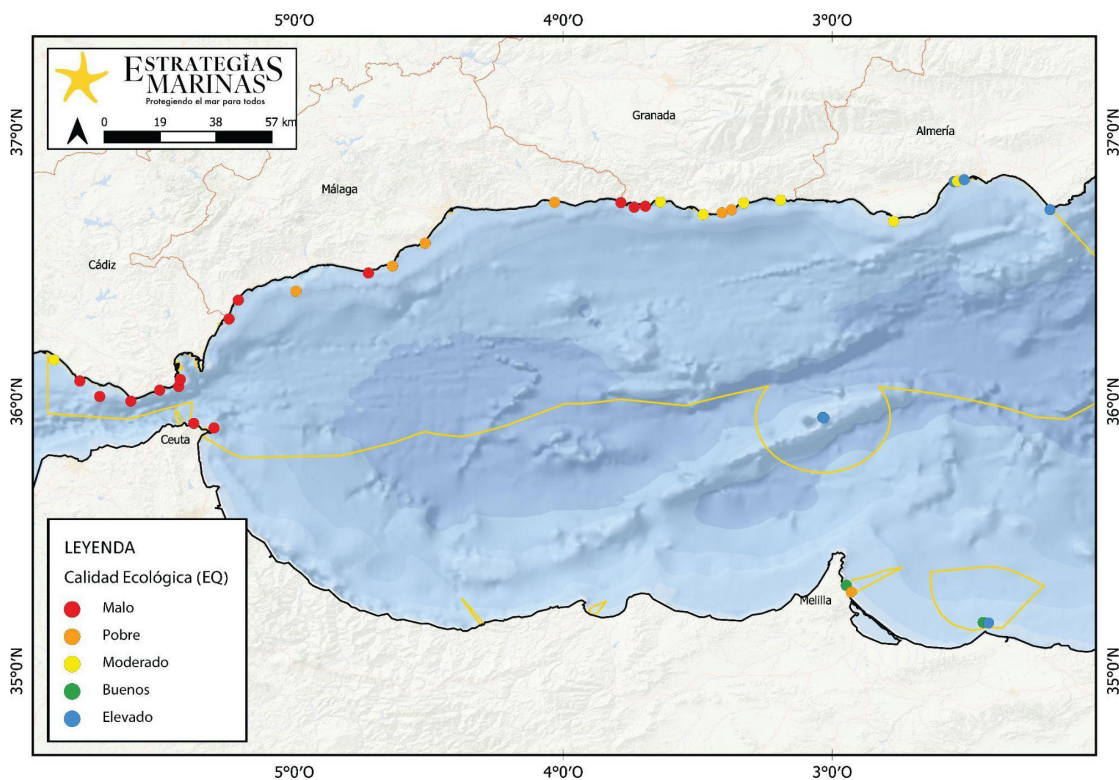 5°0'O 4°0'O 3°0'O
ESTRATEGIAS
MARINAS
Protegiendo el mar para todos
0 19 38 57 km
37°0'N
37°0'N
Granada
Almería
Málaga
Cádiz
36°0'N
36°0'N
Ceuta
LEYENDA
Calidad Ecológica (EQ)
Malo
Pobre
Moderado
Buenos
Elevado
Melilla
35°0'N
35°0'N
5°0'O 4°0'O 3°0'O